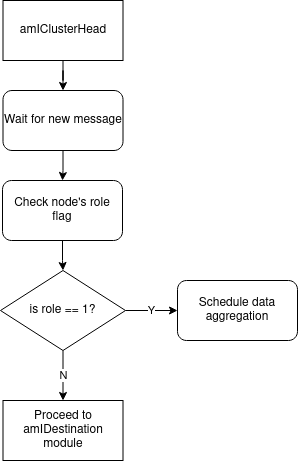 amIClusterHead
Wait for new message
Check node's role
flag
is role == 1?
Y
Schedule data
aggregation
N
Proceed to
amIDestination
module